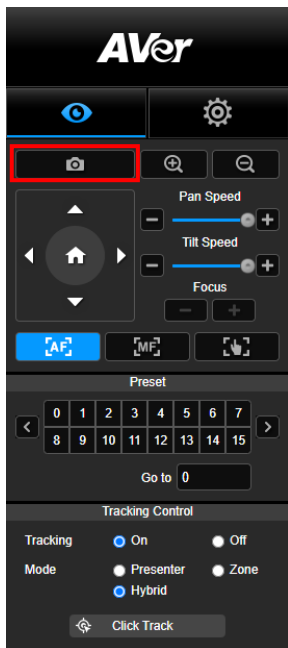 AVer
Pan Speed
Tilt Speed
Focus
AF MF
Preset
0 1 2 3 4 5 6 7
8 9 10 11 12 13 14 15
Go to 0
Tracking Control
Tracking On Off
Mode Presenter Zone
Hybrid
Click Track